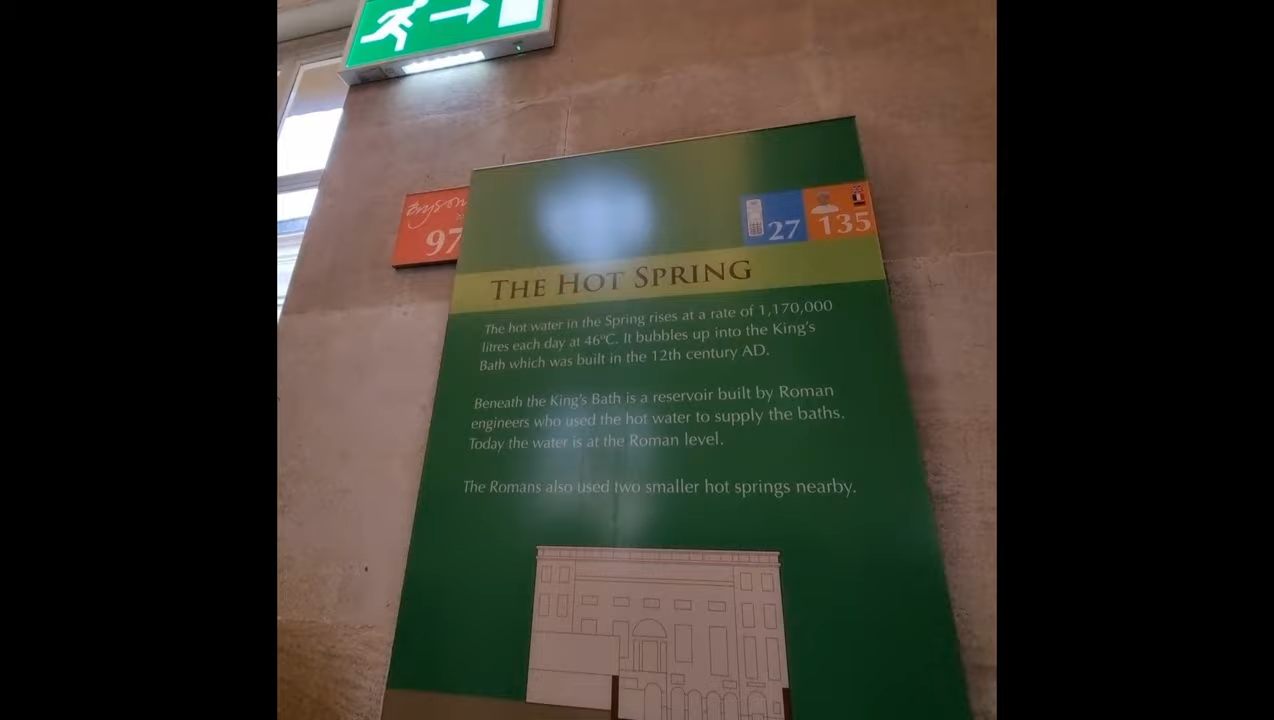 Bryson
97
27
135
THE HOT SPRING
The hot water in the Spring rises at a rate of 1,170,000
litres each day at 46ºC. It bubbles up into the King's
Bath which was built in the 12th century AD.
Beneath the King's Bath is a reservoir built by Roman
engineers who used the hot water to supply the baths.
Today the water is at the Roman level.
The Romans also used two smaller hot springs nearby.